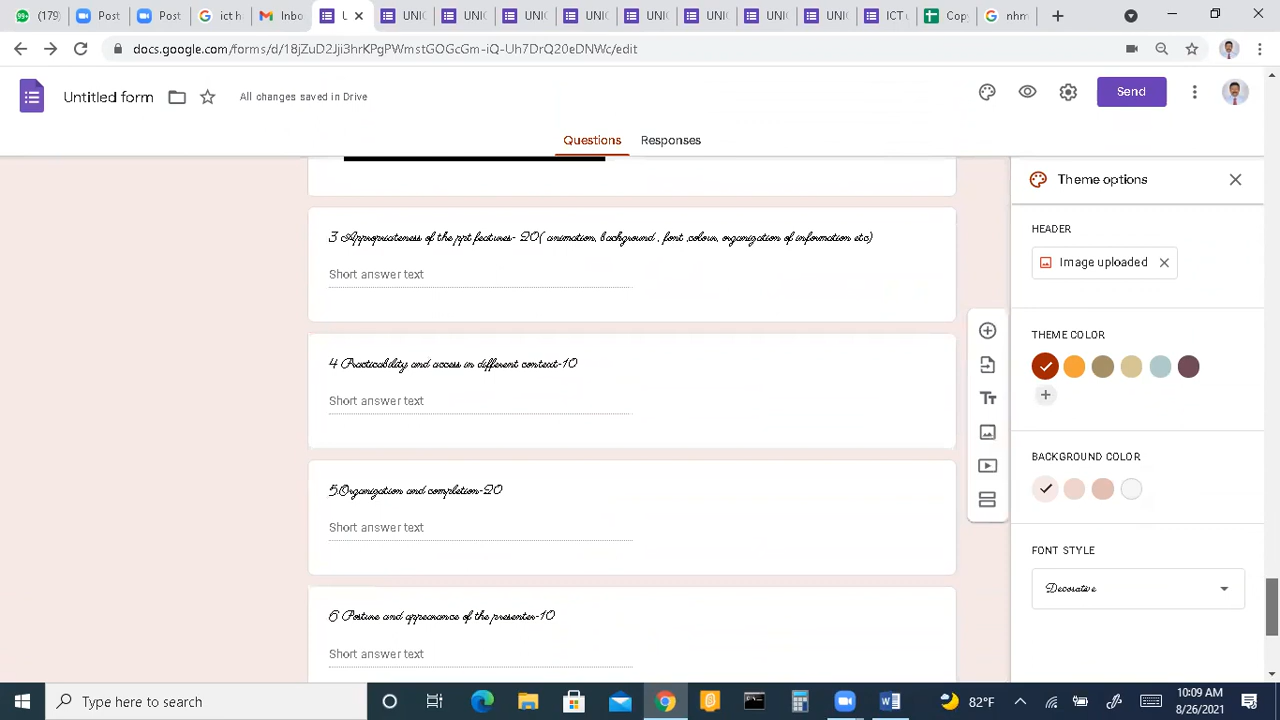 (179
Post
Post
ict l
Inbo
U
UNIC
UNIC
UNIC
UNIC
UNIC
UNIC
UNIC
UNIC
ICT (
Copy
nhm
docs.google.com/forms/d/18jZuD2Jji3hrKPgPWmstGOGcGm-iQ-Uh7DrQ20eDNWc/edit
Untitled form
All changes saved in Drive
Send
Questions Responses
Theme options
3 Appropriateness of the ppt features- 20( animation, background , font ,colour, organization of information etc)
Short answer text
4 Practicability and access in different context-10
Short answer text
5.Organization and completion-20
Short answer text
6 Posture and appearance of the presenter-10
Short answer text
HEADER
Image uploaded
THEME COLOR
BACKGROUND COLOR
FONT STYLE
Decorative
Type here to search
82°F
10:09 AM
8/26/2021